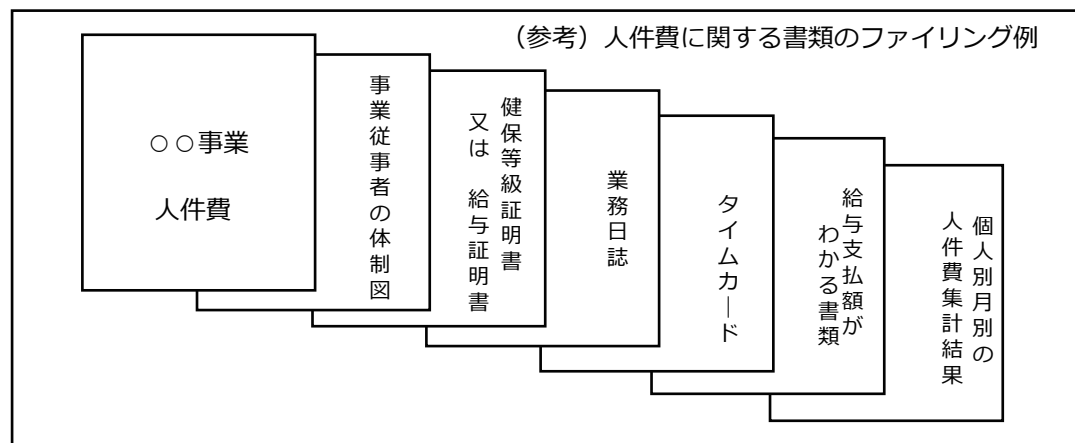 （参考）人件費に関する書類のファイリング例
○○事業
人件費
事業従事者の体制図
健保等級証明書
又は 給与証明書
業務日誌
タイムカード
給与支払額が
わかる書類
個人別月別の
人件費集計結果